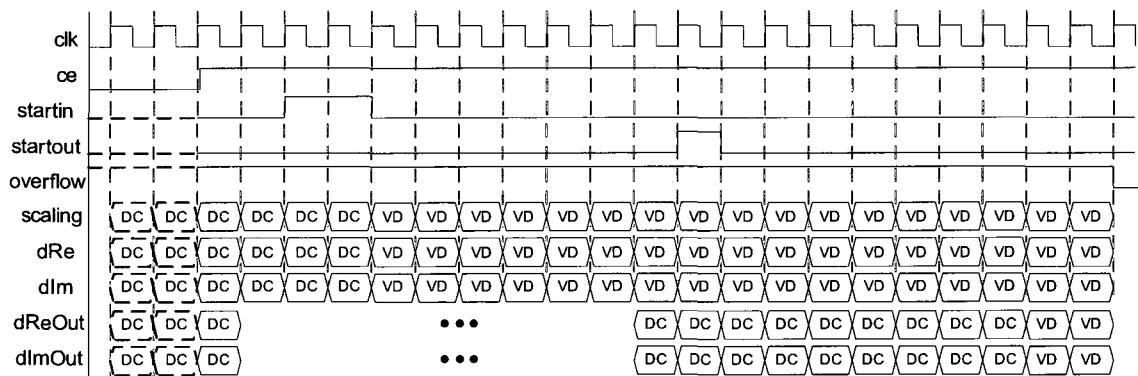 clk
ce
startin
startout
overflow
scaling DC DC DC DC DC DC VD VD VD VD VD VD VD VD VD VD VD VD VD VD VD VD VD
dRe DC DC DC DC DC DC VD VD VD VD VD VD VD VD VD VD VD VD VD VD VD VD VD
dIm DC DC DC DC DC DC VD VD VD VD VD VD VD VD VD VD VD VD VD VD VD VD VD
dReOut DC DC DC ••• DC DC DC DC DC DC DC DC DC VD VD
dImOut DC DC DC ••• DC DC DC DC DC DC DC DC DC VD VD